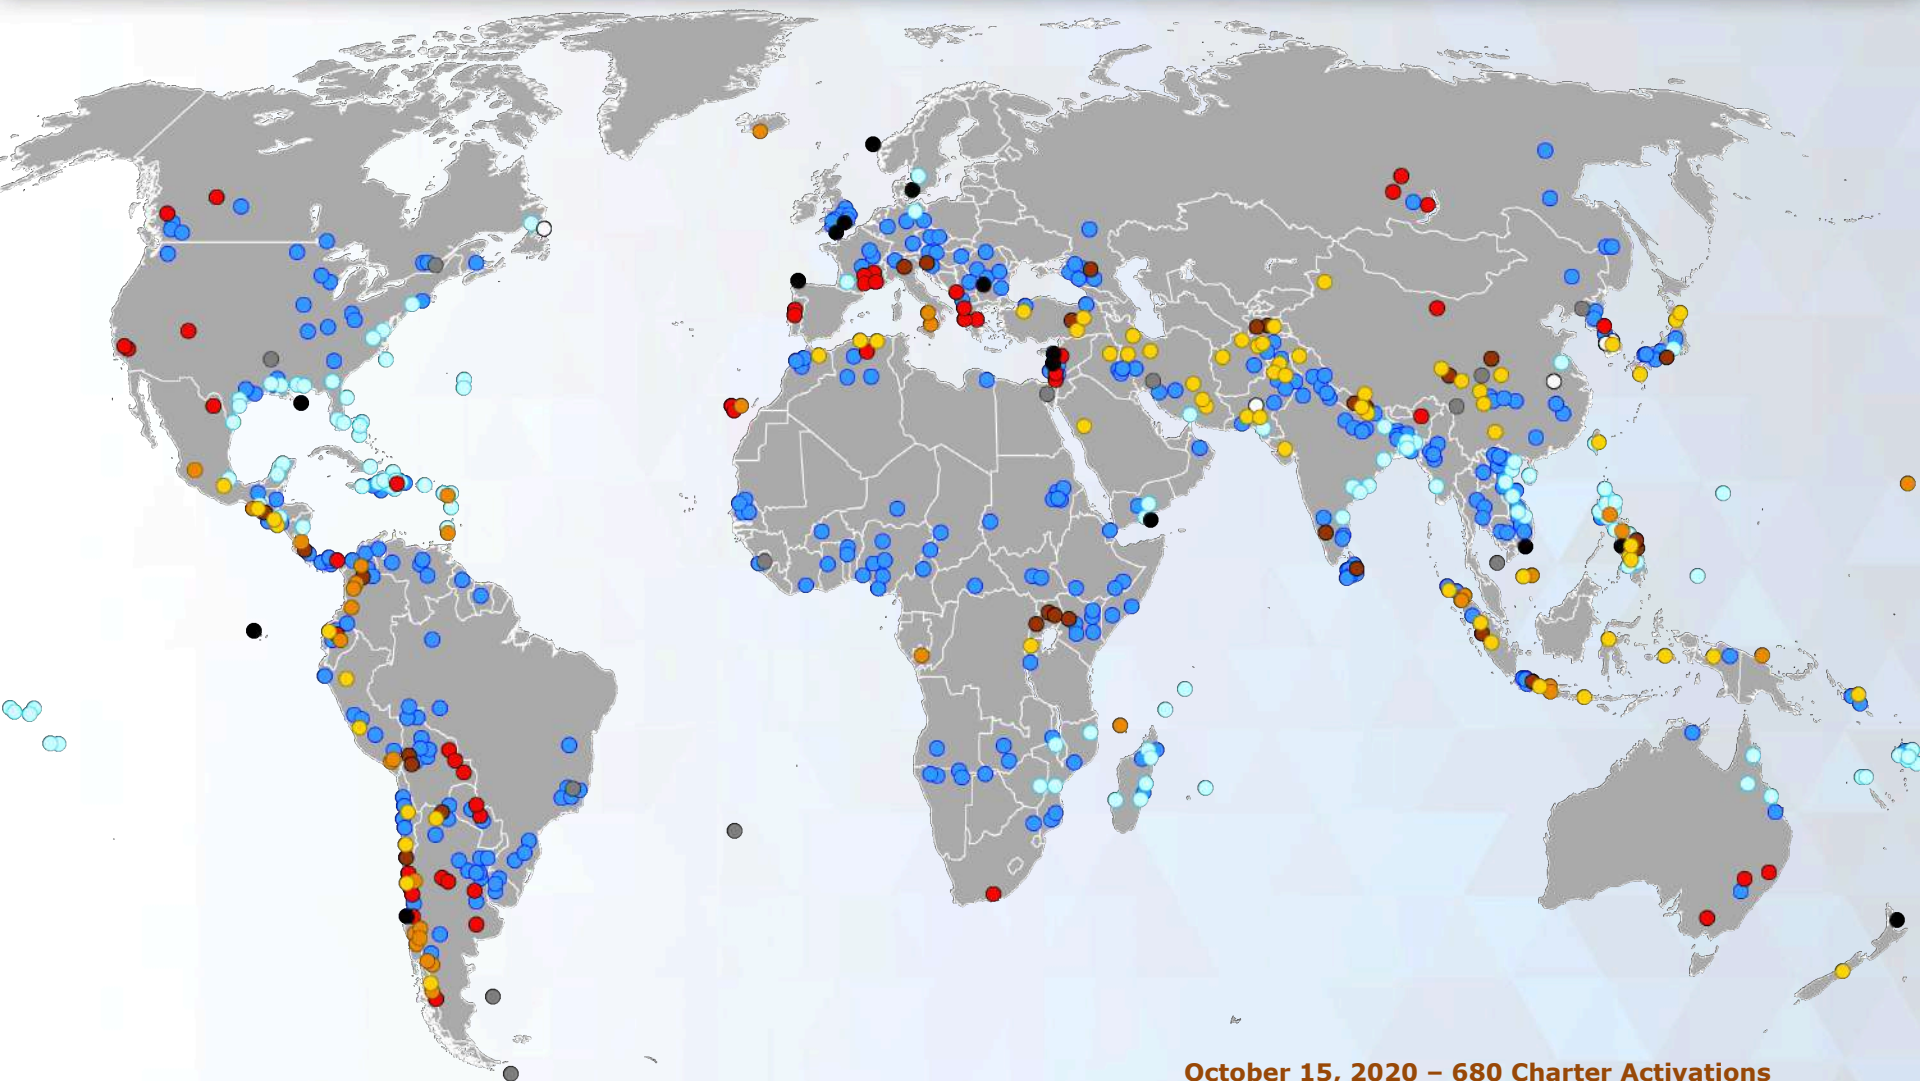 October 15, 2020 – 680 Charter Activations